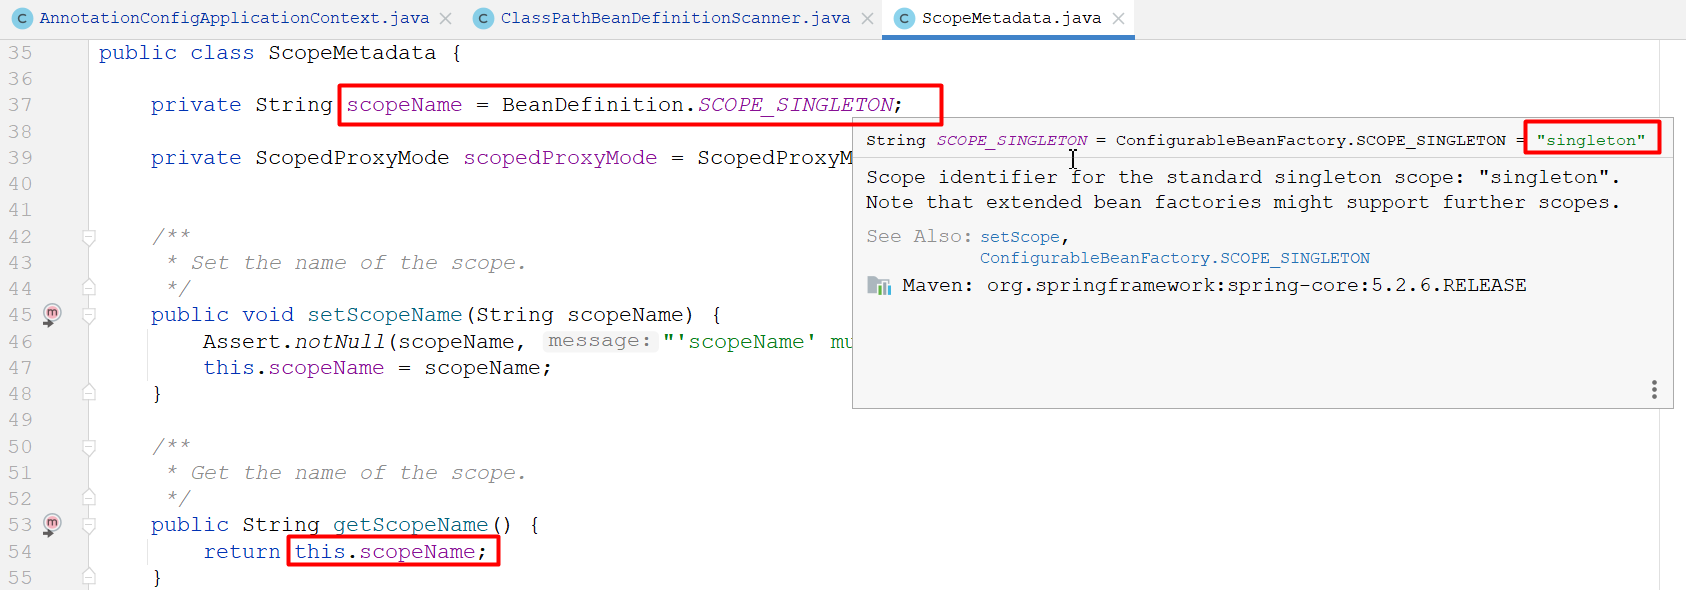 AnnotationConfigApplicationContext.java ClassPathBeanDefinitionScanner.java ScopeMetadata.java
35 public class ScopeMetadata {
36
37 private String scopeName = BeanDefinition.SCOPE_SINGLETON;
38
String SCOPE_SINGLETON = ConfigurableBeanFactory.SCOPE_SINGLETON = "singleton"
39 private ScopedProxyMode scopedProxyMode = ScopedProxyM
Scope identifier for the standard singleton scope: "singleton".
Note that extended bean factories might support further scopes.
See Also: setScope,
ConfigurableBeanFactory.SCOPE_SINGLETON
Maven: org.springframework:spring-core:5.2.6.RELEASE
40
41
42 /**
43 * Set the name of the scope.
44 */
45 public void setScopeName(String scopeName) {
46 Assert.notNull(scopeName, message: "'scopeName' mu
47 this.scopeName = scopeName;
48 }
49
50 /**
51 * Get the name of the scope.
52 */
53 public String getScopeName() {
54 return this.scopeName;
55 }